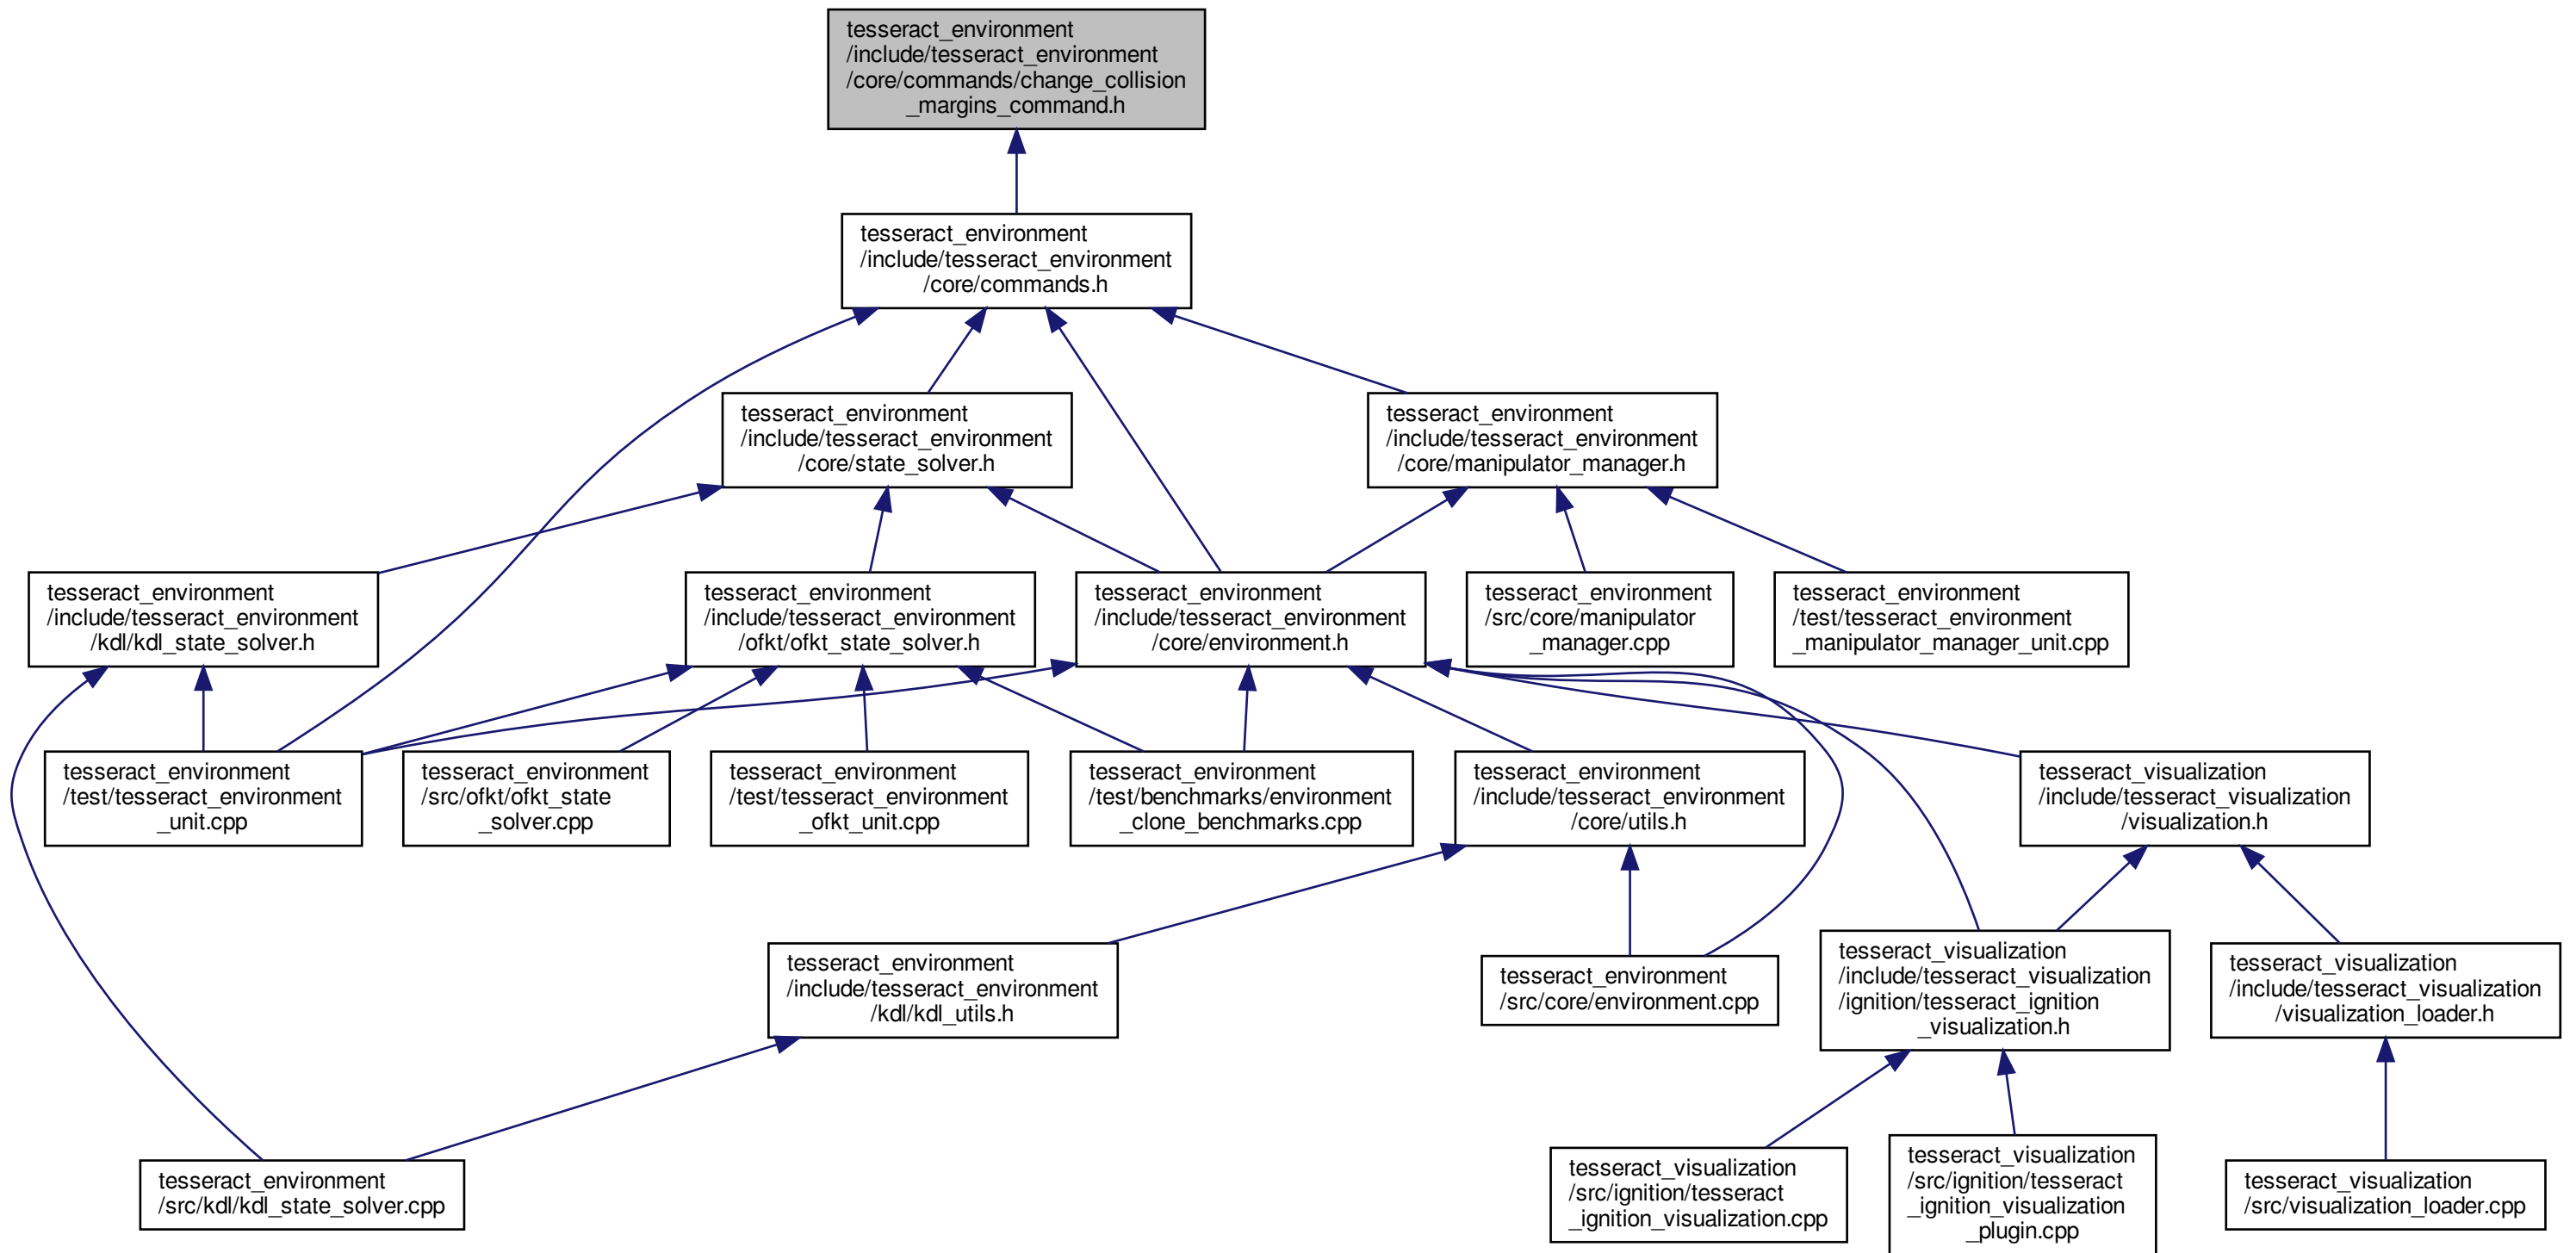 tesseract_environment
/include/tesseract_environment
/core/commands/change_collision
_margins_command.h
tesseract_environment
/include/tesseract_environment
/core/commands.h
tesseract_environment
/include/tesseract_environment
/core/state_solver.h
tesseract_environment
/include/tesseract_environment
/core/manipulator_manager.h
tesseract_environment
/include/tesseract_environment
/kdl/kdl_state_solver.h
tesseract_environment
/include/tesseract_environment
/ofkt/ofkt_state_solver.h
tesseract_environment
/include/tesseract_environment
/core/environment.h
tesseract_environment
/src/core/manipulator
_manager.cpp
tesseract_environment
/test/tesseract_environment
_manipulator_manager_unit.cpp
tesseract_environment
/test/tesseract_environment
_unit.cpp
tesseract_environment
/src/ofkt/ofkt_state
_solver.cpp
tesseract_environment
/test/tesseract_environment
_ofkt_unit.cpp
tesseract_environment
/test/benchmarks/environment
_clone_benchmarks.cpp
tesseract_environment
/include/tesseract_environment
/core/utils.h
tesseract_visualization
/include/tesseract_visualization
/visualization.h
tesseract_environment
/include/tesseract_environment
/kdl/kdl_utils.h
tesseract_environment
/src/core/environment.cpp
tesseract_visualization
/include/tesseract_visualization
/ignition/tesseract_ignition
_visualization.h
tesseract_visualization
/include/tesseract_visualization
/visualization_loader.h
tesseract_environment
/src/kdl/kdl_state_solver.cpp
tesseract_visualization
/src/ignition/tesseract
_ignition_visualization.cpp
tesseract_visualization
/src/ignition/tesseract
_ignition_visualization
_plugin.cpp
tesseract_visualization
/src/visualization_loader.cpp